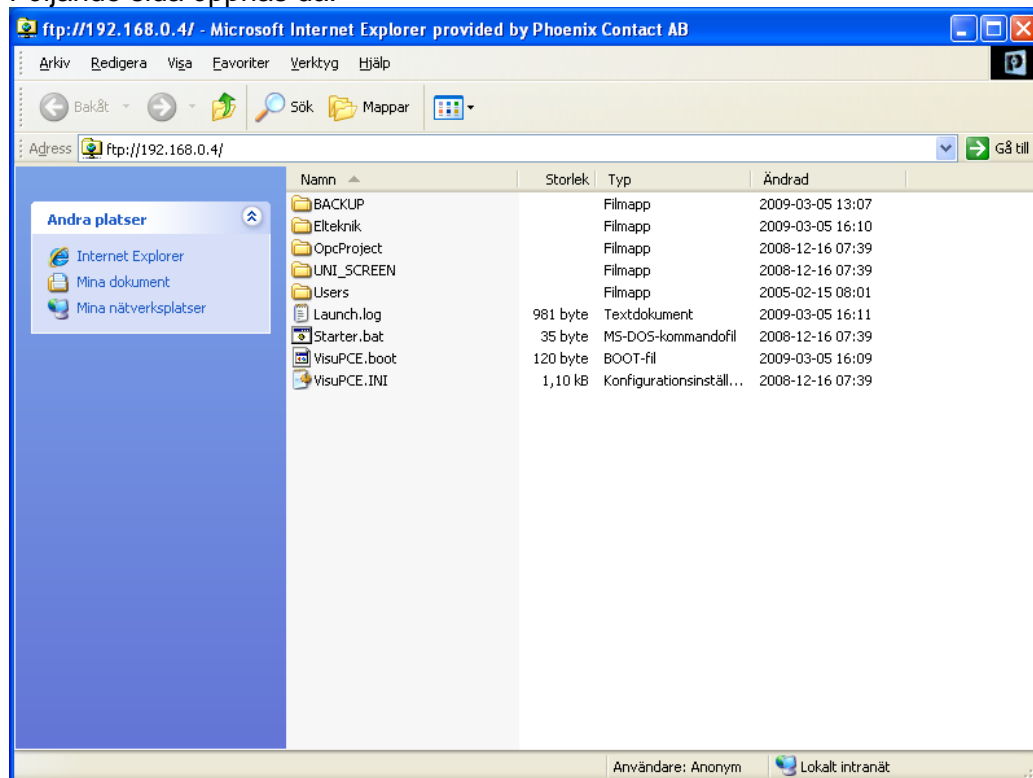 Följande sida öppnas då:
ftp://192.168.0.4/ - Microsoft Internet Explorer provided by Phoenix Contact AB
Arkiv Redigera Visa Favoriter Verktyg Hjälp
Bakåt Sök Mappar
Adress ftp://192.168.0.4/ Gå till
Namn Storlek Typ Ändrad
Andra platser
Internet Explorer
Mina dokument
Mina nätverksplatser
BACKUP Filmapp 2009-03-05 13:07
Elteknik Filmapp 2009-03-05 16:10
OpcProject Filmapp 2008-12-16 07:39
UNI_SCREEN Filmapp 2008-12-16 07:39
Users Filmapp 2005-02-15 08:01
Launch.log 981 byte Textdokument 2009-03-05 16:11
Starter.bat 35 byte MS-DOS-kommandofil 2008-12-16 07:39
VisuPCE.boot 120 byte BOOT-fil 2009-03-05 16:09
VisuPCE.INI 1,10 kB Konfigurationsinställ... 2008-12-16 07:39
Användare: Anonym Lokalt intranät